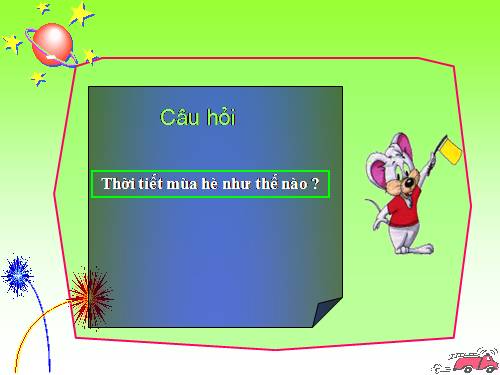 Câu hỏi
Thời tiết mùa hè như thế nào ?